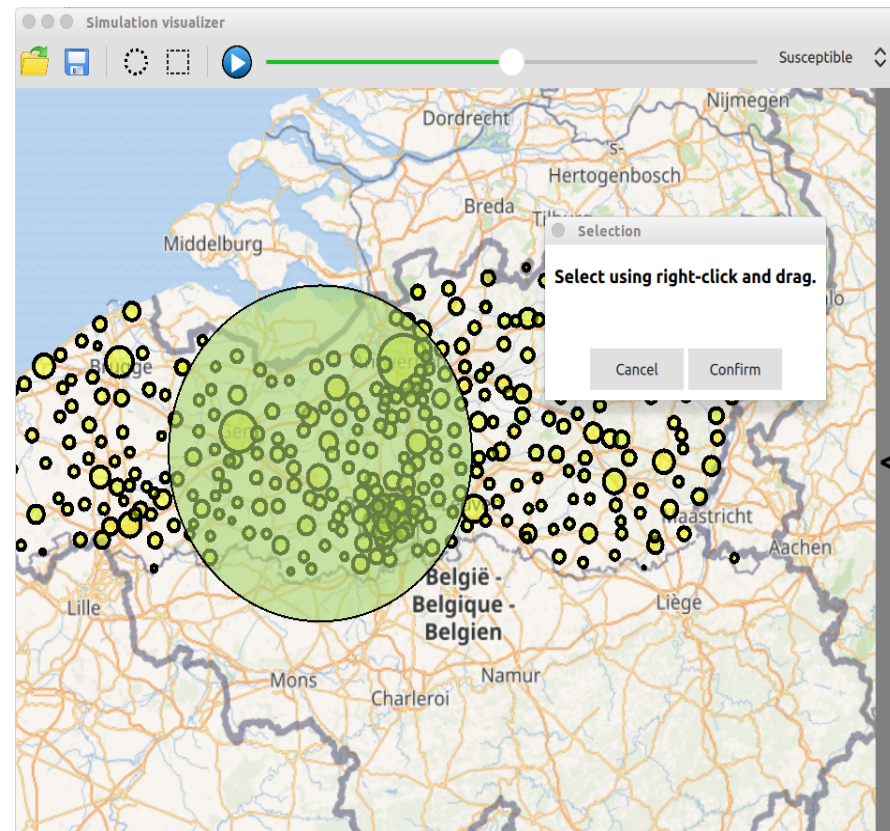 Simulation visualizer
Susceptible
Nijmegen
Dordrecht
's-
Hertogenbosch
Breda
Middelburg
Selection
Select using right-click and drag.
Cancel
Confirm
Brugge
Maastricht
Aachen
België -
Belgique -
Belgien
Lille
Liège
Mons
Namur
Charleroi